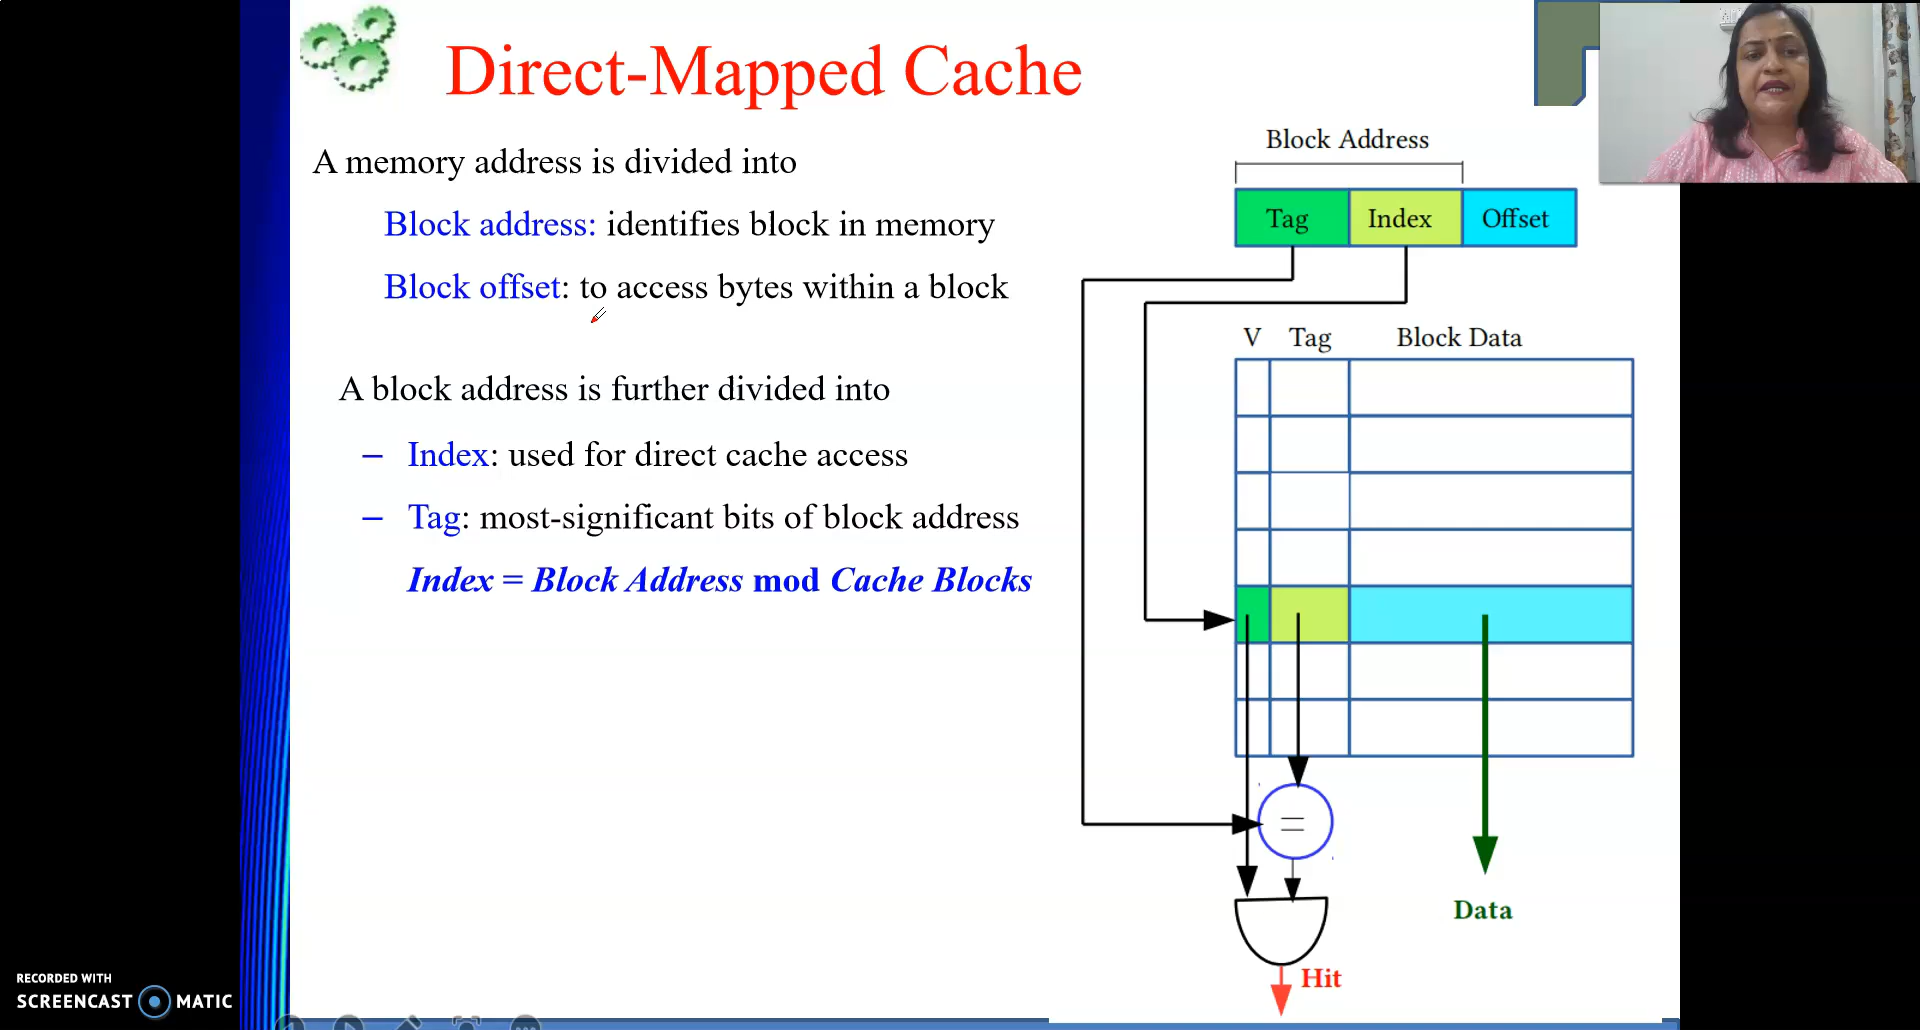 Direct-Mapped Cache
A memory address is divided into
Block address: identifies block in memory
Block offset: to access bytes within a block
A block address is further divided into
– Index: used for direct cache access
– Tag: most-significant bits of block address
Index = Block Address mod Cache Blocks
Block Address
Tag Index Offset
V Tag Block Data
=
Data
Hit
RECORDED WITH
SCREENCAST MATIC